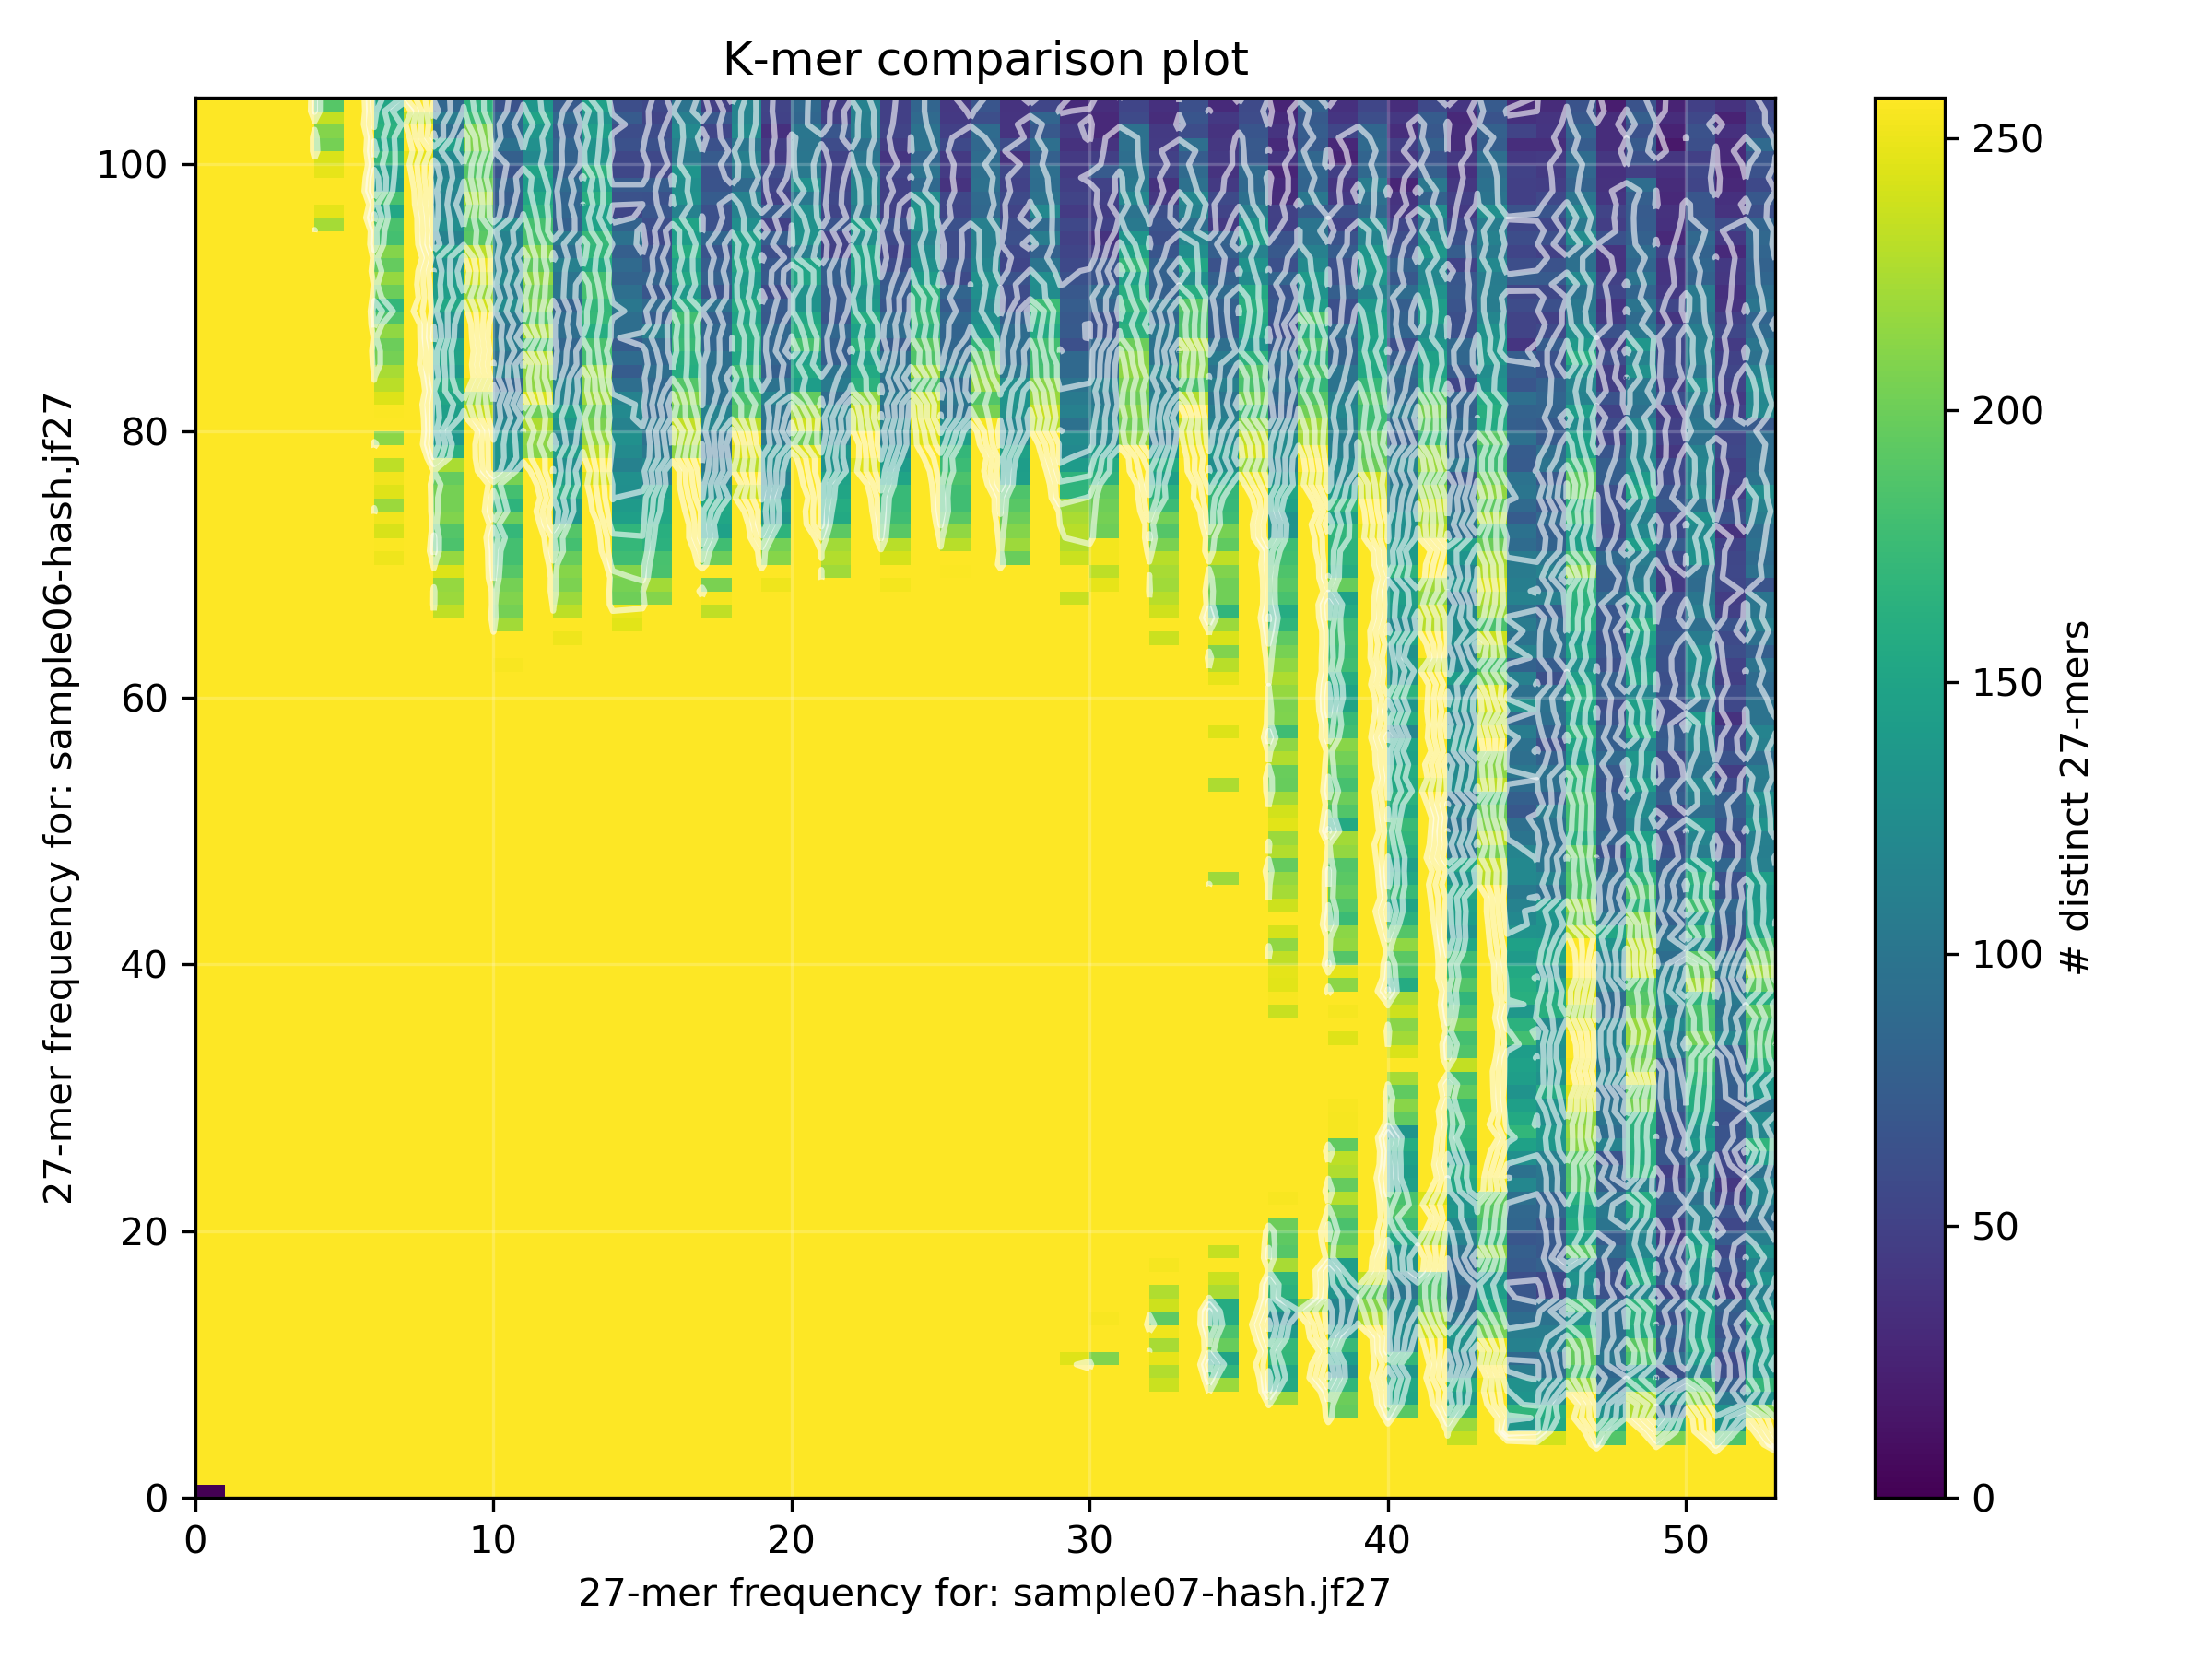 K-mer comparison plot
27-mer frequency for: sample06-hash.jf27
100
80
60
40
20
0
0 10 20 30 40 50
27-mer frequency for: sample07-hash.jf27
250
200
150
100
50
0
# distinct 27-mers